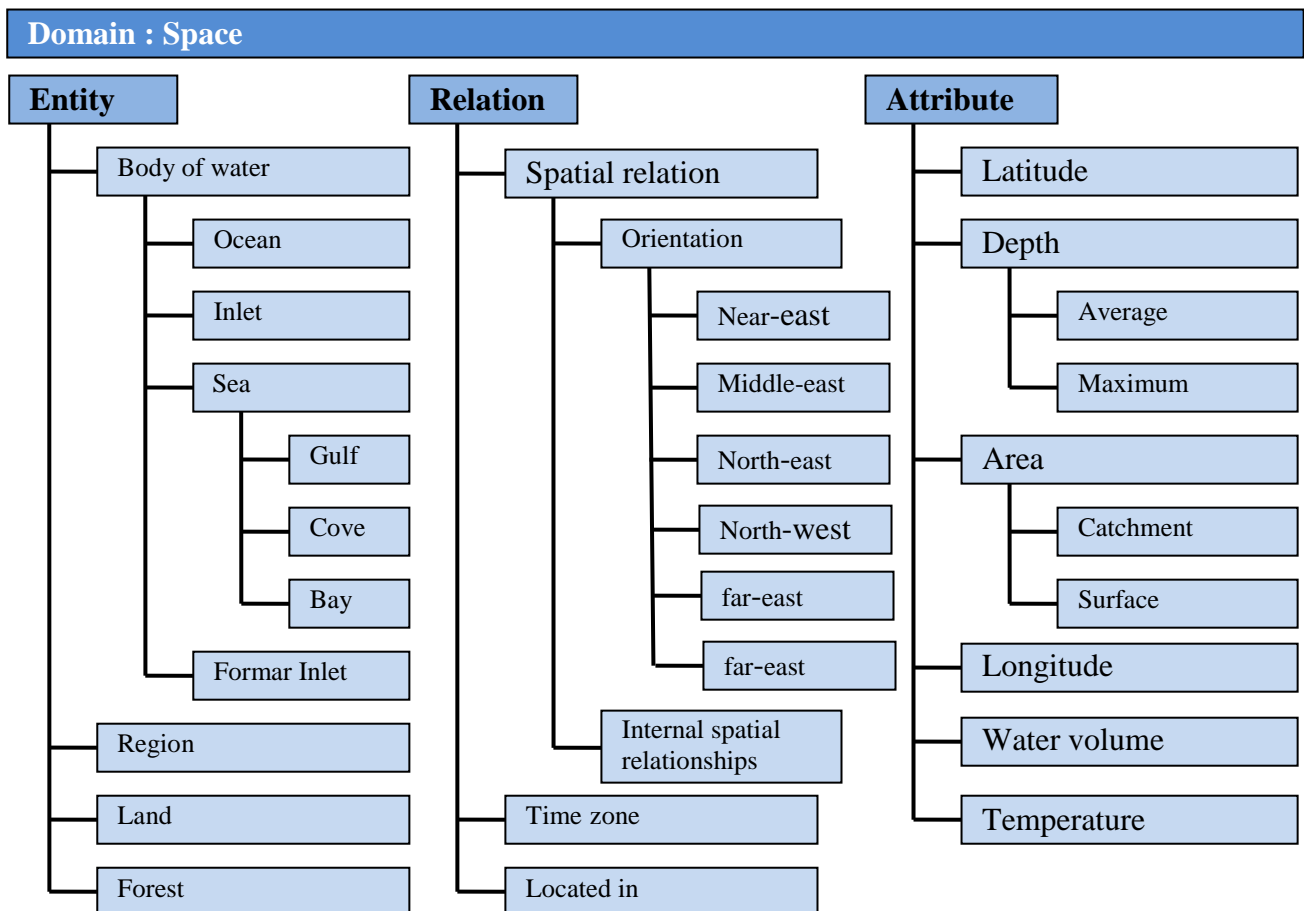 Domain : Space
Entity
Body of water
Ocean
Inlet
Sea
Gulf
Cove
Bay
Formar Inlet
Region
Land
Forest
Relation
Spatial relation
Orientation
Near-east
Middle-east
North-east
North-west
far-east
far-east
Internal spatial
relationships
Time zone
Located in
Attribute
Latitude
Depth
Average
Maximum
Area
Catchment
Surface
Longitude
Water volume
Temperature